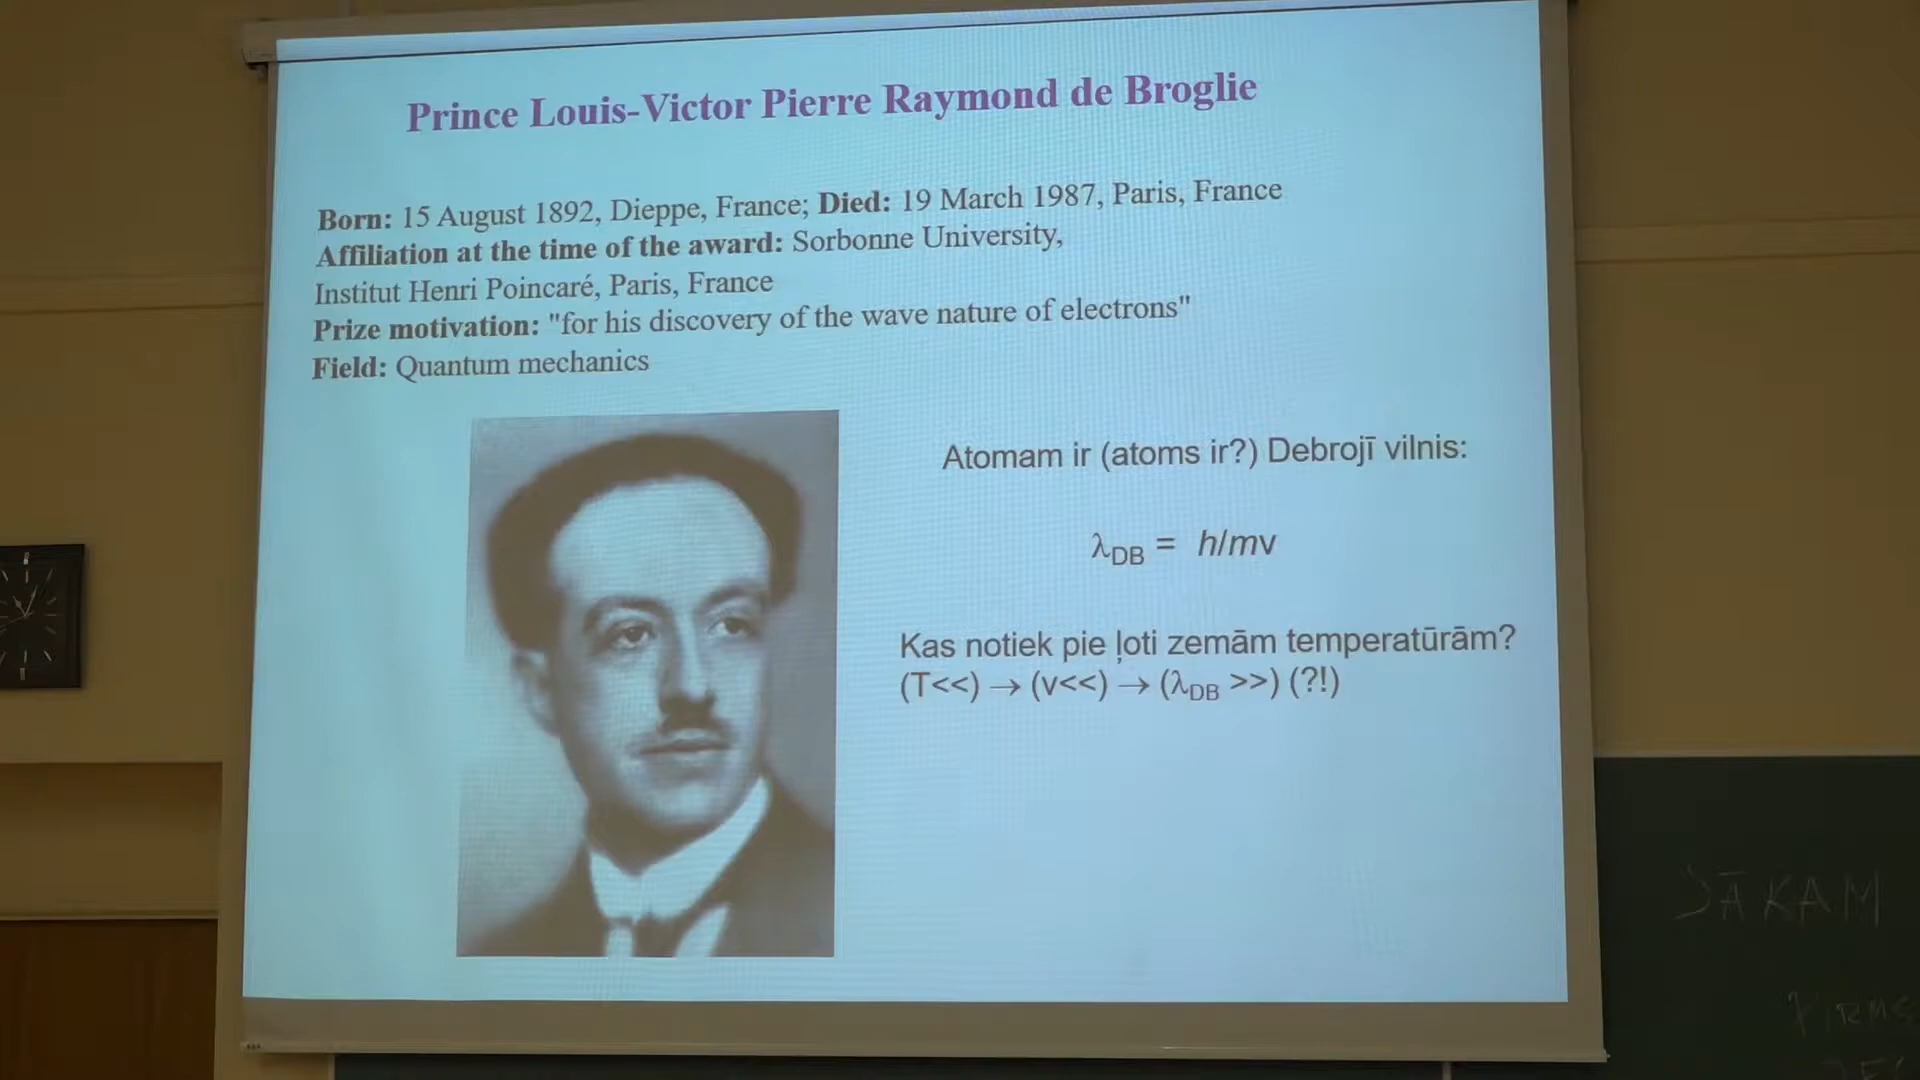 Prince Louis-Victor Pierre Raymond de Broglie
Born: 15 August 1892, Dieppe, France; Died: 19 March 1987, Paris, France
Affiliation at the time of the award: Sorbonne University,
Institut Henri Poincaré, Paris, France
Prize motivation: "for his discovery of the wave nature of electrons"
Field: Quantum mechanics
Atomam ir (atoms ir?) Debrojī vilnis:
λDB = h/mv
Kas notiek pie ļoti zemām temperatūrām?
(T<<) → (v<<) → (λDB >>) (?!)
SĀKAM